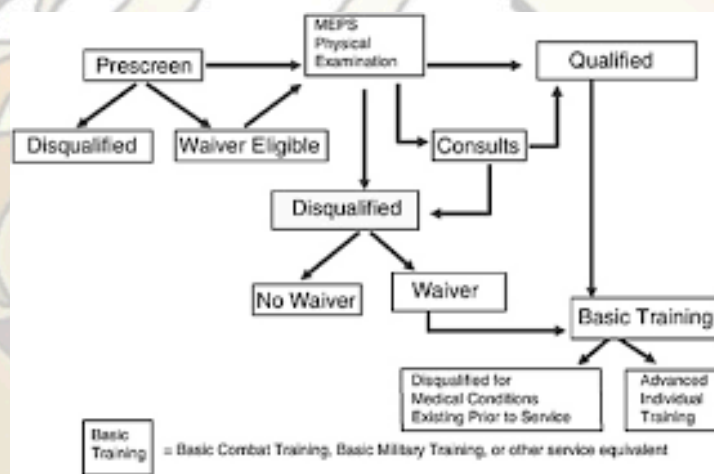 MEPS
Physical
Examination
Prescreen
Qualified
Disqualified
Waiver Eligible
Consults
Disqualified
No Waiver
Waiver
Basic Training
Disqualified for
Medical Conditions
Existing Prior to Service
Advanced
Individual
Training
Basic
Training
= Basic Combat Training, Basic Military Training, or other service equivalent